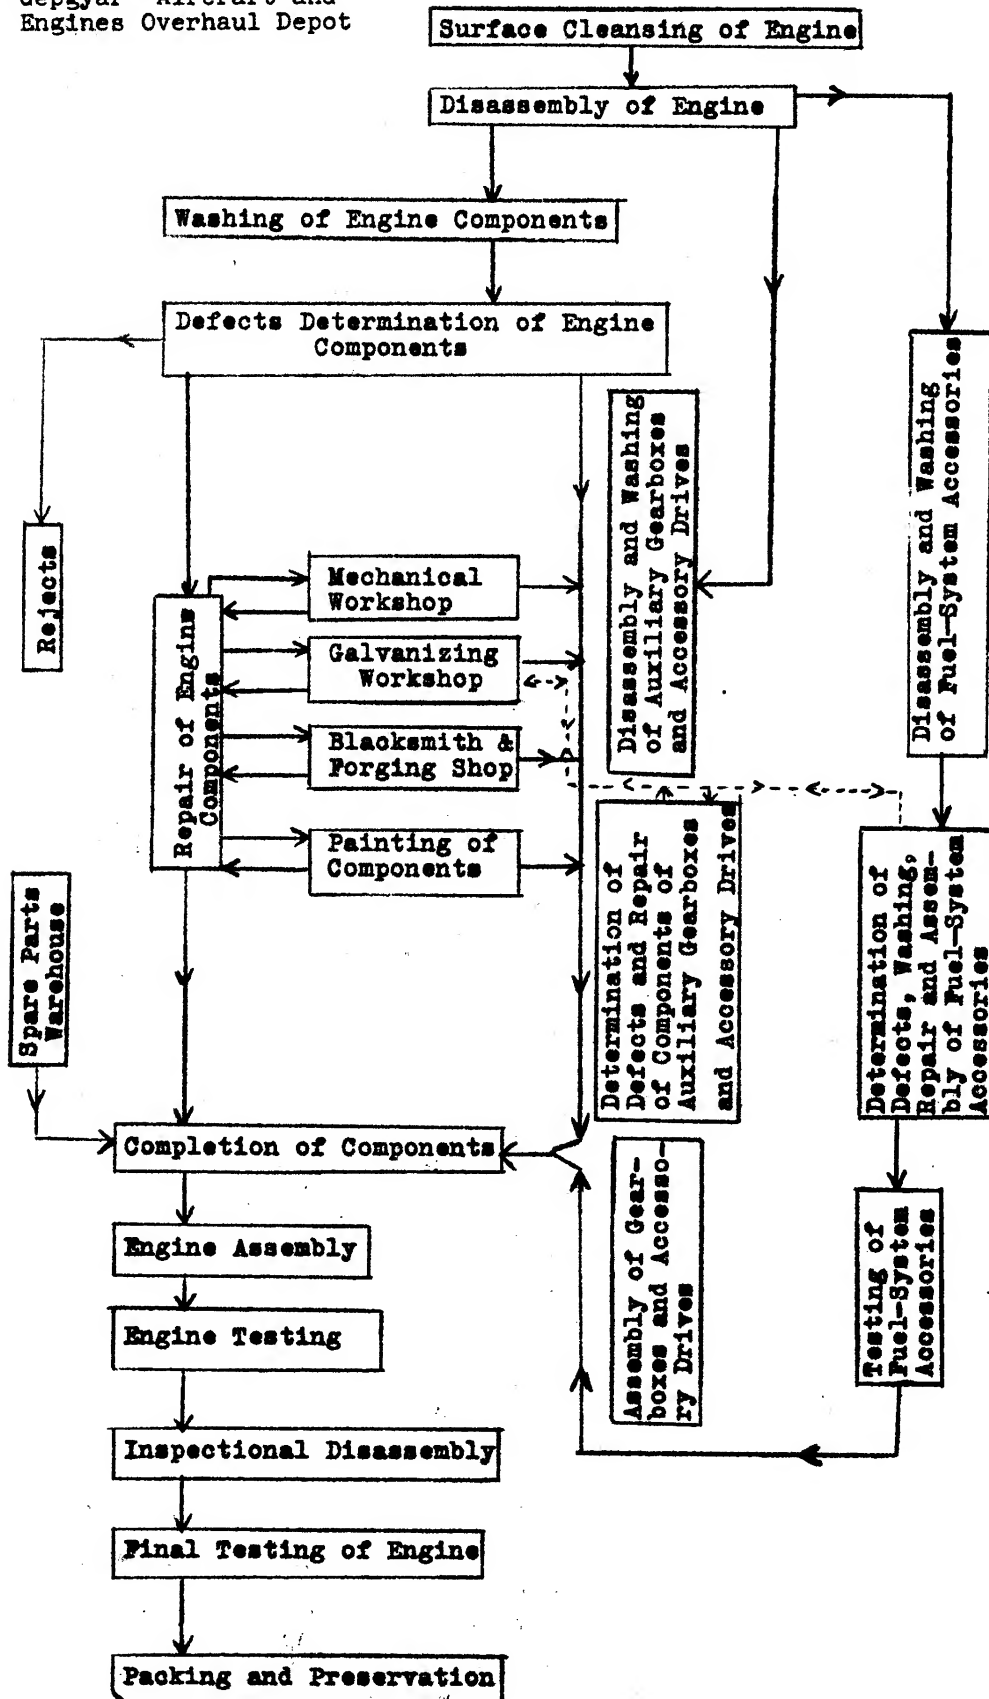 Engines Overhaul Depot
Surface Cleansing of Engine
Disassembly of Engine
Washing of Engine Components
Defects Determination of Engine
Components
Rejects
Repair of Engine
Components
Mechanical
Workshop
Galvanizing
Workshop
Blacksmith &
Forging Shop
Painting of
Components
Disassembly and Washing
of Auxiliary Gearboxes
and Accessory Drives
Disassembly and Washing
of Fuel-System Accessories
Spare Parts
Warehouse
Determination of
Defects and Repair
of Components of
Auxiliary Gearboxes
and Accessory Drives
Determination of
Defects, Washing,
Repair and Assem-
bly of Fuel-System
Accessories
Completion of Components
Assembly of Gear-
boxes and Accesso-
ry Drives
Testing of
Fuel-System
Accessories
Engine Assembly
Engine Testing
Inspectional Disassembly
Final Testing of Engine
Packing and Preservation